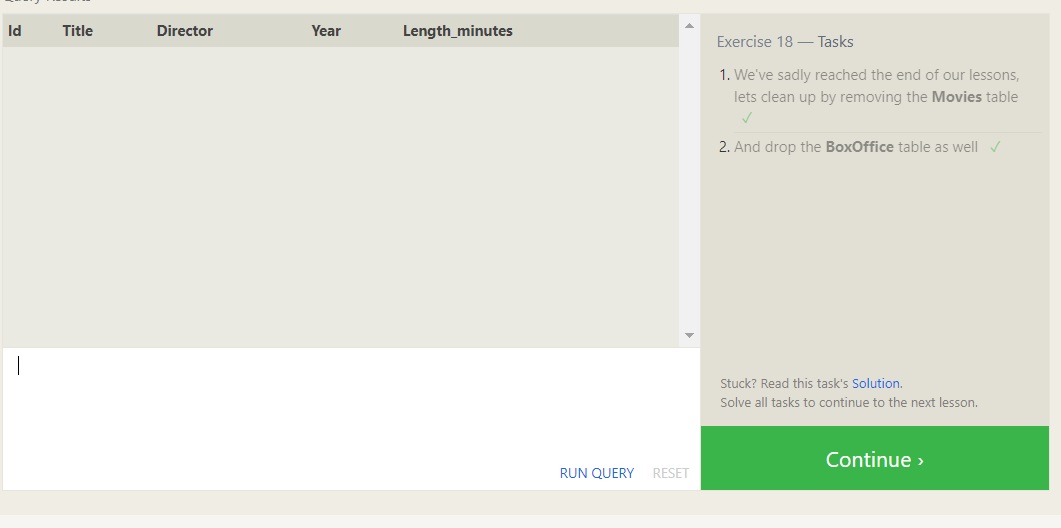 Query Results
Id Title Director Year Length_minutes
Exercise 18 — Tasks
1. We've sadly reached the end of our lessons,
lets clean up by removing the Movies table
✓
2. And drop the BoxOffice table as well ✓
Stuck? Read this task's Solution.
Solve all tasks to continue to the next lesson.
RUN QUERY RESET
Continue ›